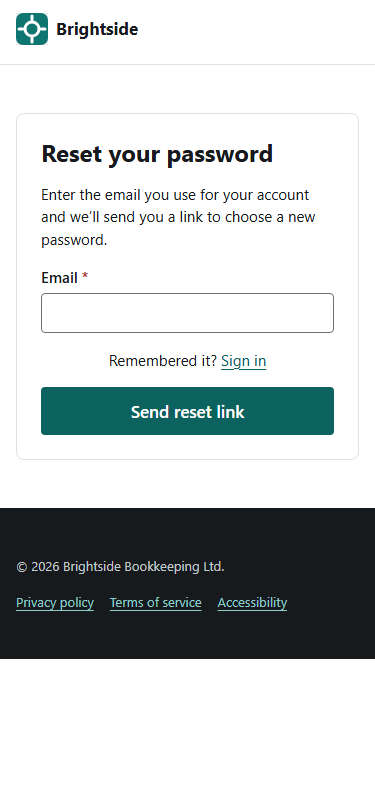 Brightside
Reset your password
Enter the email you use for your account
and we’ll send you a link to choose a new
password.
Email *
Remembered it? Sign in
Send reset link
© 2026 Brightside Bookkeeping Ltd.
Privacy policy Terms of service Accessibility